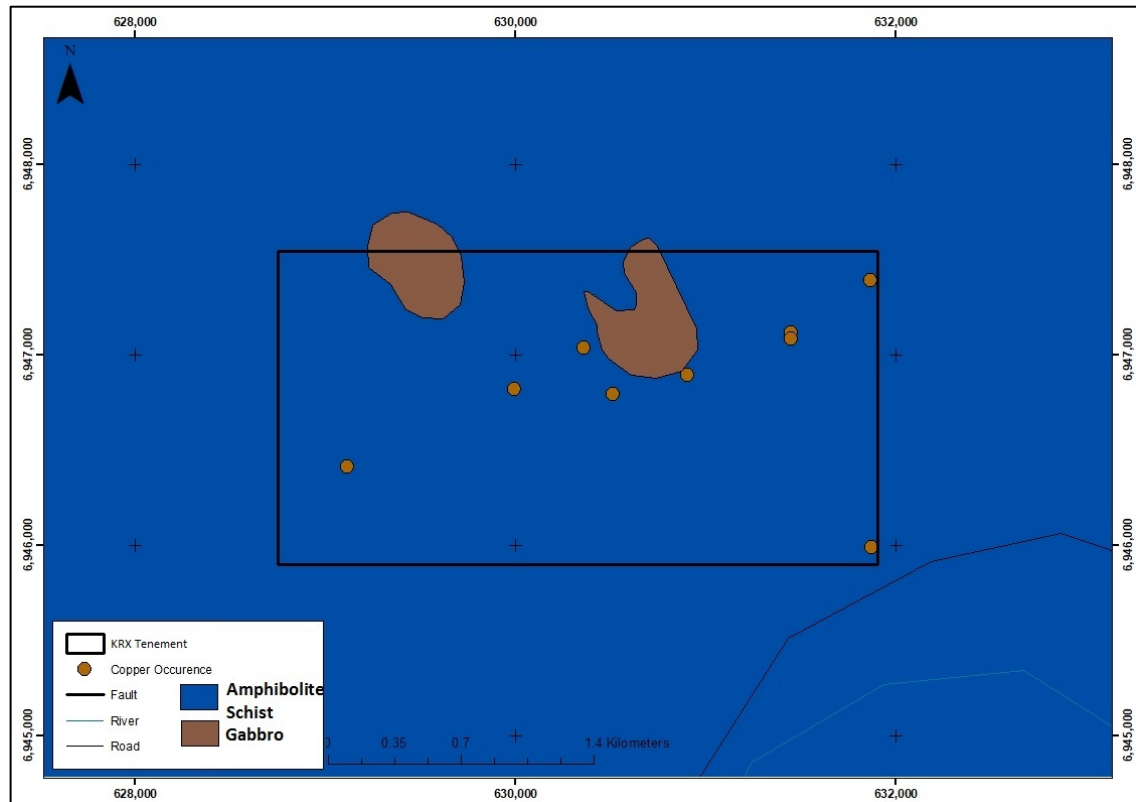 628,000 630,000 632,000
N
6,948,000 6,948,000
6,947,000 6,947,000
6,946,000 6,946,000
6,945,000 6,945,000
KRX Tenement
Copper Occurence
Fault
River
Road
Amphibolite
Schist
Gabbro
0 0.35 0.7 1.4 Kilometers
628,000 630,000 632,000